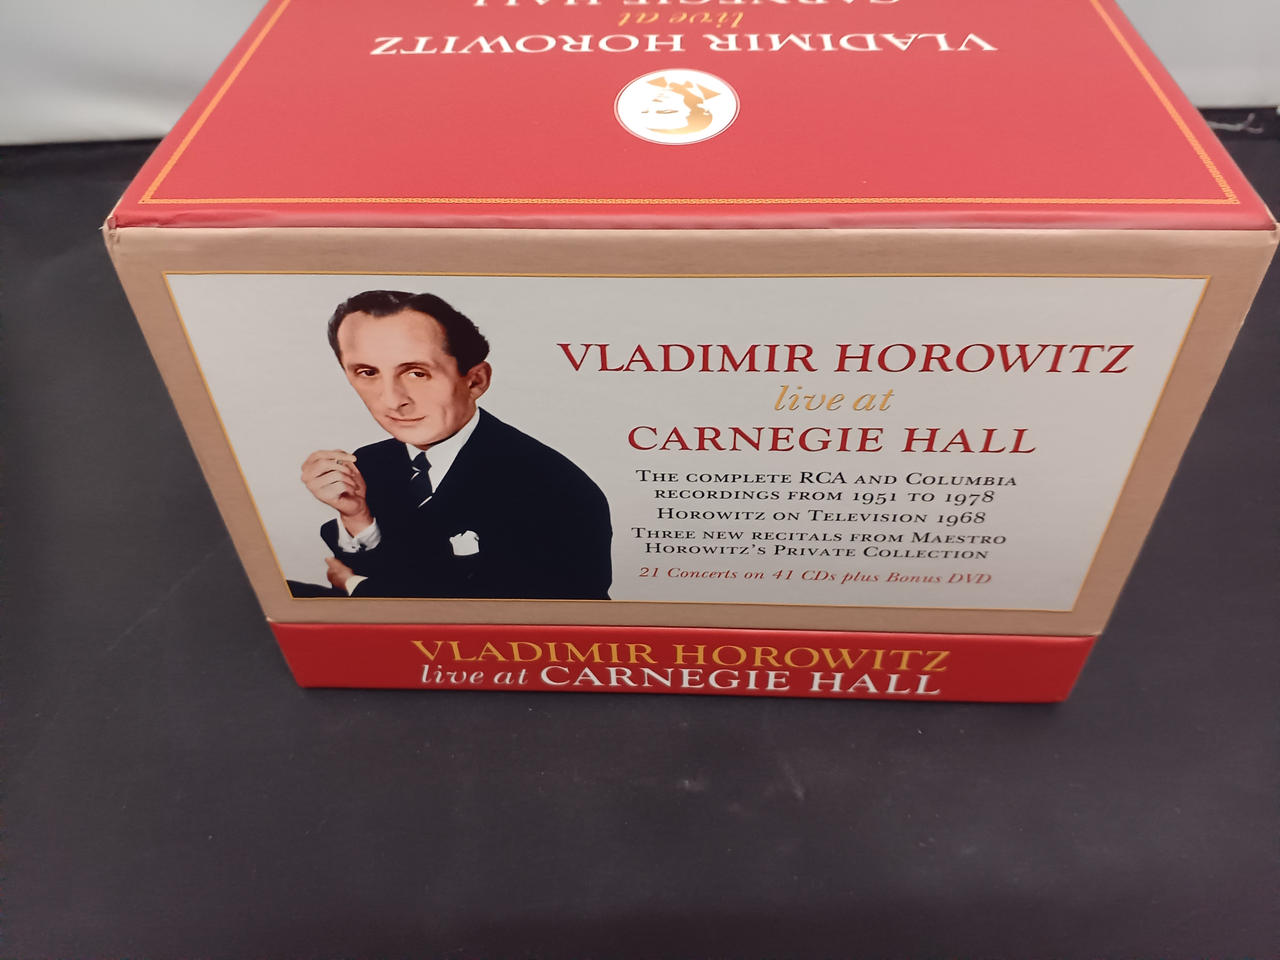 CARNEGIE HALL
live at
VLADIMIR HOROWITZ
VLADIMIR HOROWITZ
live at
CARNEGIE HALL
THE COMPLETE RCA AND COLUMBIA
RECORDINGS FROM 1951 TO 1978
HOROWITZ ON TELEVISION 1968
THREE NEW RECITALS FROM MAESTRO
HOROWITZ'S PRIVATE COLLECTION
21 Concerts on 41 CDs plus Bonus DVD
VLADIMIR HOROWITZ
live at CARNEGIE HALL